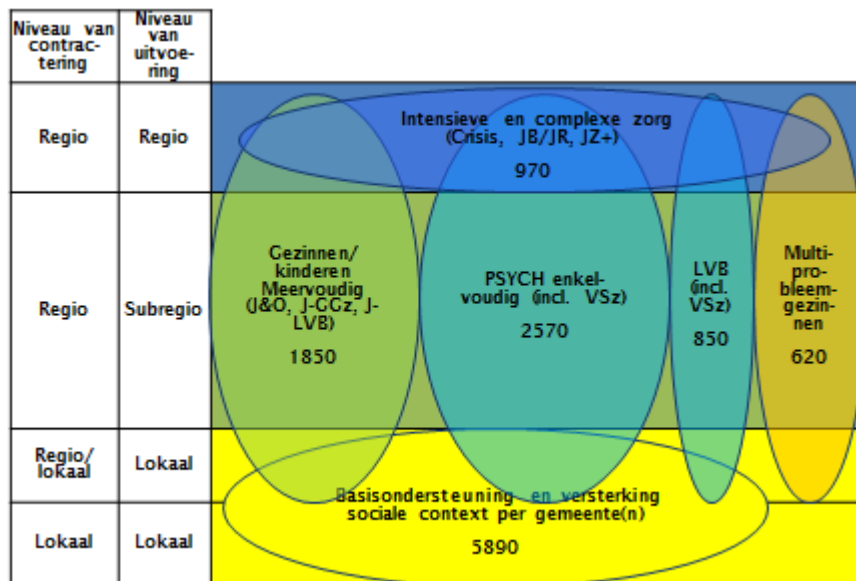 Niveau van
contrac-
tering
Niveau
van
uitvoe-
ring
Regio
Regio
Intensieve en complexe zorg
(Crisis, JB/JR, JZ+)
970
Regio
Subregio
Gezinnen/
kinderen
Meervoudig
(J&O, J-GGz, J-
LVB)
1850
PSYCH enkel-
voudig (incl. VSz)
2570
LVB
(incl.
VSz)
850
Multi-
probleem-
gezin-
nen
620
Regio/
lokaal
Lokaal
Basisondersteuning en versterking
sociale context per gemeente(n)
5890
Lokaal
Lokaal